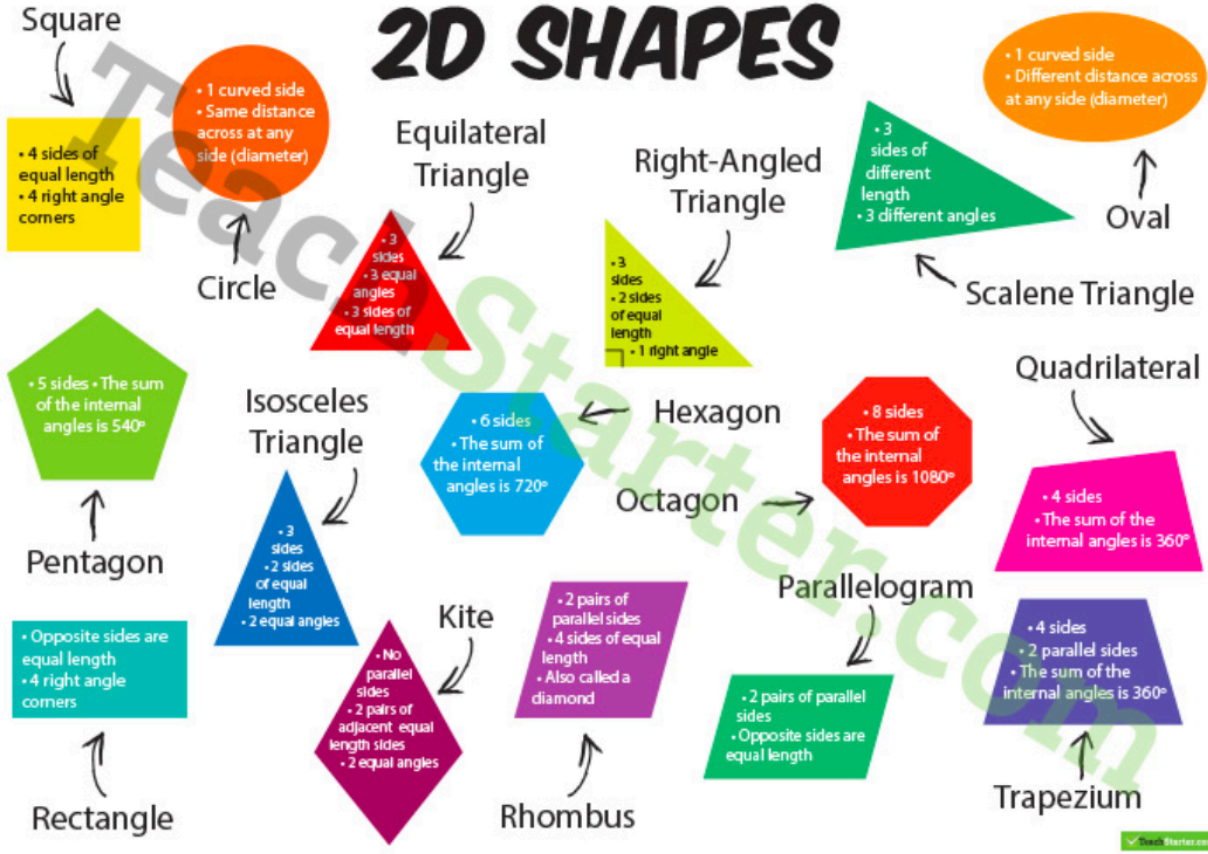 2D SHAPES
Square
• 4 sides of
equal length
• 4 right angle
corners
• 1 curved side
• Same distance
across at any
side (diameter)
Circle
Equilateral
Triangle
• 3
sides
• 3 equal
angles
• 3 sides of
equal length
Right-Angled
Triangle
• 3
sides
• 2 sides
of equal
length
• 1 right angle
• 3
sides of
different
length
• 3 different angles
Scalene Triangle
• 1 curved side
• Different distance across
at any side (diameter)
Oval
• 5 sides • The sum
of the internal
angles is 540°
Pentagon
Isosceles
Triangle
• 3
sides
• 2 sides
of equal
length
• 2 equal angles
• 6 sides
• The sum of
the internal
angles is 720°
Hexagon
Octagon
• 8 sides
• The sum of
the internal
angles is 1080°
Quadrilateral
• 4 sides
• The sum of the
internal angles is 360°
• Opposite sides are
equal length
• 4 right angle
corners
Rectangle
Kite
• No
parallel
sides
• 2 pairs of
adjacent equal
length sides
• 2 equal angles
• 2 pairs of
parallel sides
• 4 sides of equal
length
• Also called a
diamond
Rhombus
Parallelogram
• 2 pairs of parallel
sides
• Opposite sides are
equal length
• 4 sides
• 2 parallel sides
• The sum of the
internal angles is 360°
Trapezium
TeachStarter.com
TeachStarter.com